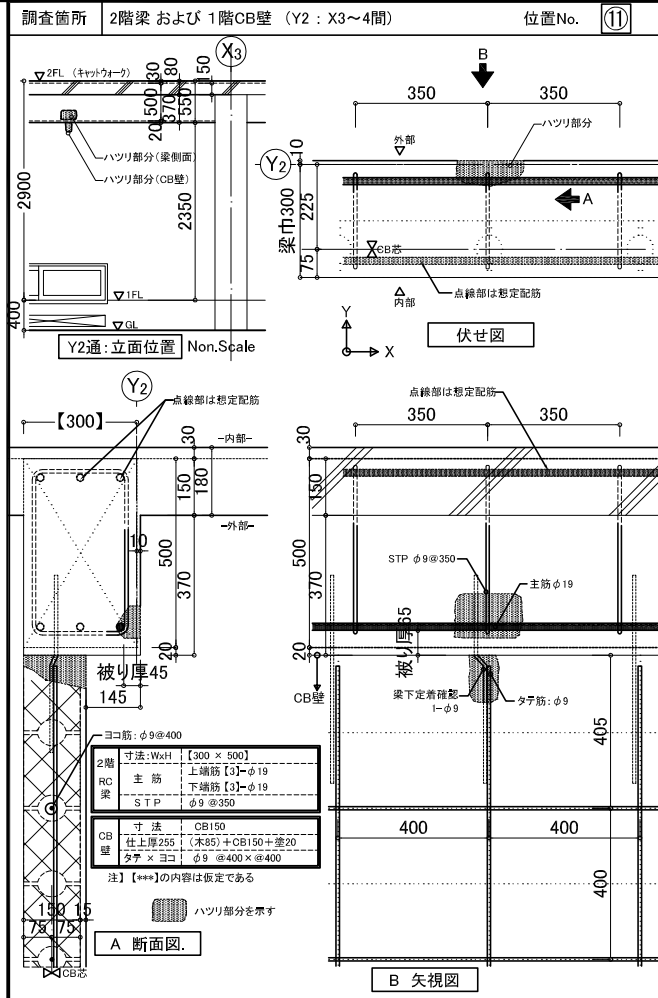 調査箇所 2階梁 および 1階CB壁 (Y2 : X3~4間) 位置No. ⑪
X3
▽2FL (キャットウォーク)
30
80
150
500
370
550
20
ハツリ部分(梁側面)
ハツリ部分(CB壁)
2900
2350
▽1FL
400
▽GL
Y2通:立面位置 Non.Scale
B
350 350
外部
ハツリ部分
Y2
10
A
梁巾300
225
75
CB芯
点線部は想定配筋
内部
Y
X
伏せ図
Y2
点線部は想定配筋
【300】
30
-内部-
150
180
-外部-
10
500
370
20
被り厚45
145
ヨコ筋: φ9@400
2階RC梁 寸法:WxH 【300 × 500】
主 筋 上端筋【3】-φ19
下端筋【3】-φ19
STP φ9 @350
CB壁 寸 法 CB150
仕上厚255 (木85)+CB150+塗20
タテ × ヨコ φ9 @400×@400
注】【***】の内容は仮定である
ハツリ部分を示す
150 15
75 75
CB芯
A 断面図.
点線部は想定配筋
350 350
30
150
500
370
STP φ9@350
主筋φ19
20
被り厚65
CB壁
梁下定着確認
1-φ9
タテ筋:φ9
405
400 400
400
B 矢視図